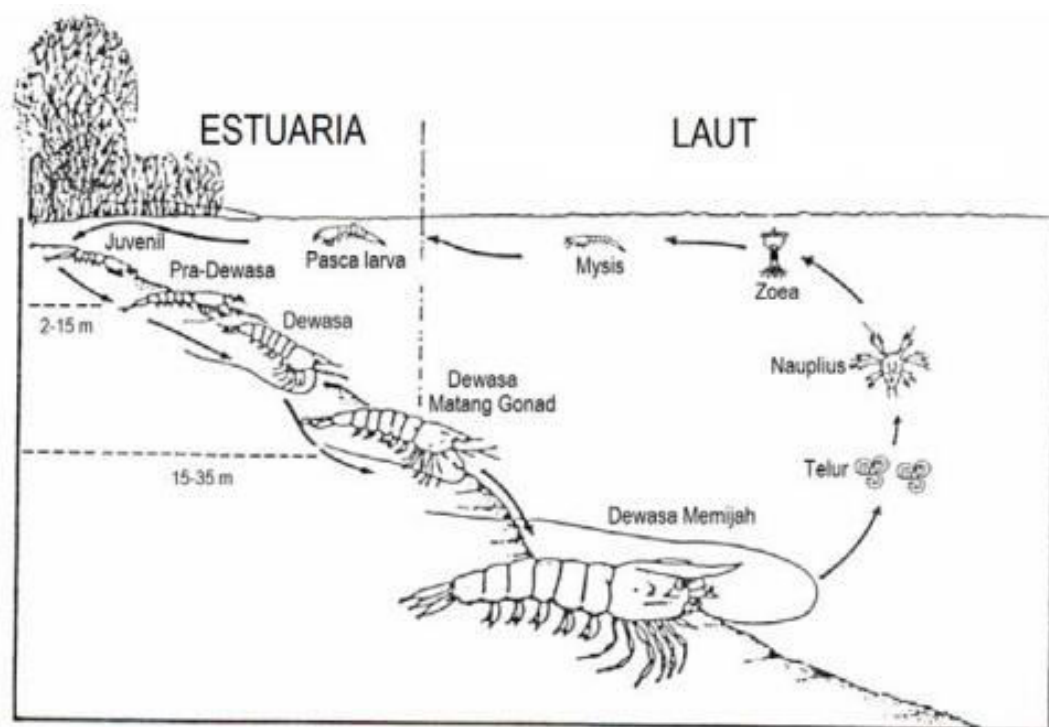 ESTUARIA
LAUT
Juvenil
Pasca larva
Mysis
Zoea
Pra-Dewasa
2-15 m
Dewasa
Nauplius
Dewasa
Matang Gonad
15-35 m
Telur
Dewasa Memijah